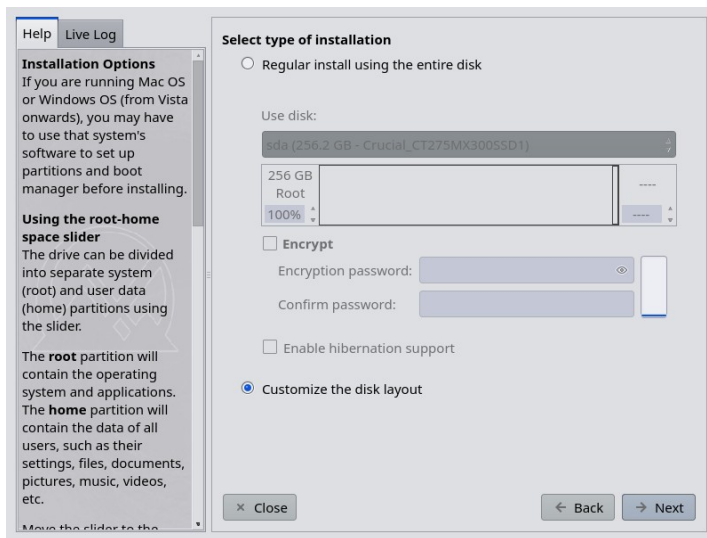 Help
Live Log
Installation Options
If you are running Mac OS
or Windows OS (from Vista
onwards), you may have
to use that system's
software to set up
partitions and boot
manager before installing.
Using the root-home
space slider
The drive can be divided
into separate system
(root) and user data
(home) partitions using
the slider.
The root partition will
contain the operating
system and applications.
The home partition will
contain the data of all
users, such as their
settings, files, documents,
pictures, music, videos,
etc.
Move the slider to the
Select type of installation
Regular install using the entire disk
Use disk:
sda (256.2 GB - Crucial_CT275MX300SSD1)
256 GB
Root
100%
----
----
Encrypt
Encryption password:
Confirm password:
Enable hibernation support
Customize the disk layout
Close
Back
Next